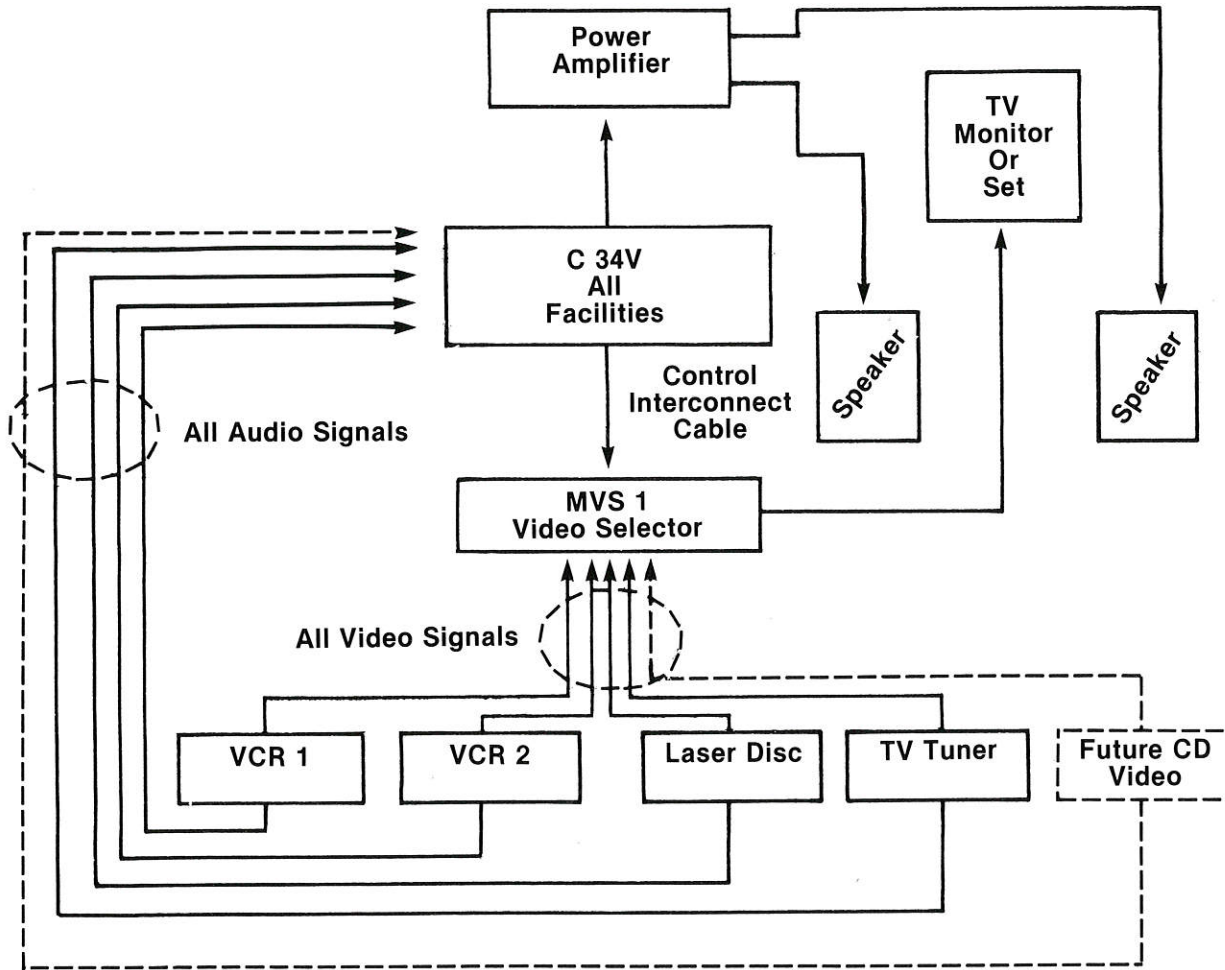 Power
Amplifier
TV
Monitor
Or
Set
C 34V
All
Facilities
Speaker
Speaker
Control
Interconnect
Cable
All Audio Signals
MVS 1
Video Selector
All Video Signals
VCR 1
VCR 2
Laser Disc
TV Tuner
Future CD
Video